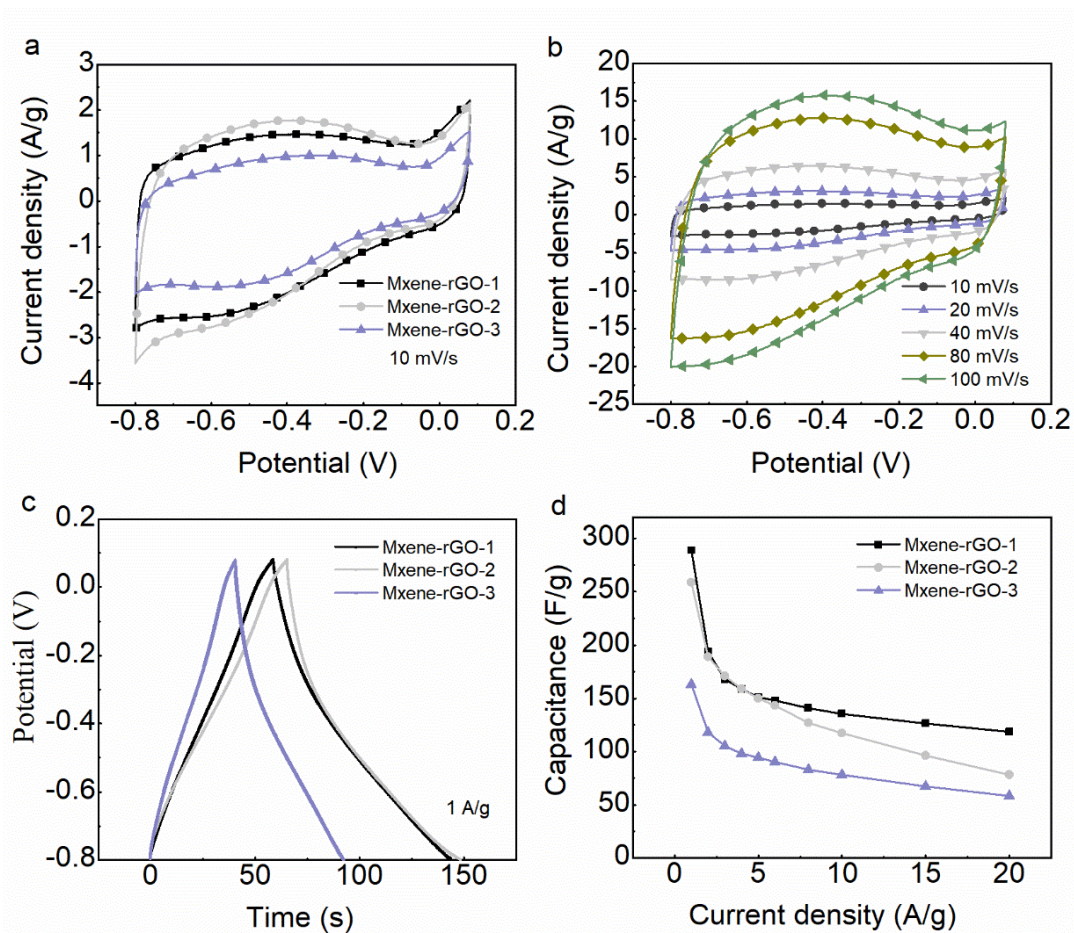 a
Current density (A/g)
3
2
1
0
-1
-2
-3
-4
-0.8
-0.6
-0.4
-0.2
0.0
Potential (V)
Mxene-rGO-1
Mxene-rGO-2
Mxene-rGO-3
10 mV/s
b
Current density (A/g)
20
15
10
5
0
-5
-10
-15
-20
-25
-0.8
-0.6
-0.4
-0.2
0.0
0.2
Potential (V)
10 mV/s
20 mV/s
40 mV/s
80 mV/s
100 mV/s
c
Potential (V)
0.2
0.0
-0.2
-0.4
-0.6
-0.8
0
50
100
150
Time (s)
Mxene-rGO-1
Mxene-rGO-2
Mxene-rGO-3
1 A/g
d
Capacitance (F/g)
300
250
200
150
100
50
0
0
5
10
15
20
Current density (A/g)
Mxene-rGO-1
Mxene-rGO-2
Mxene-rGO-3